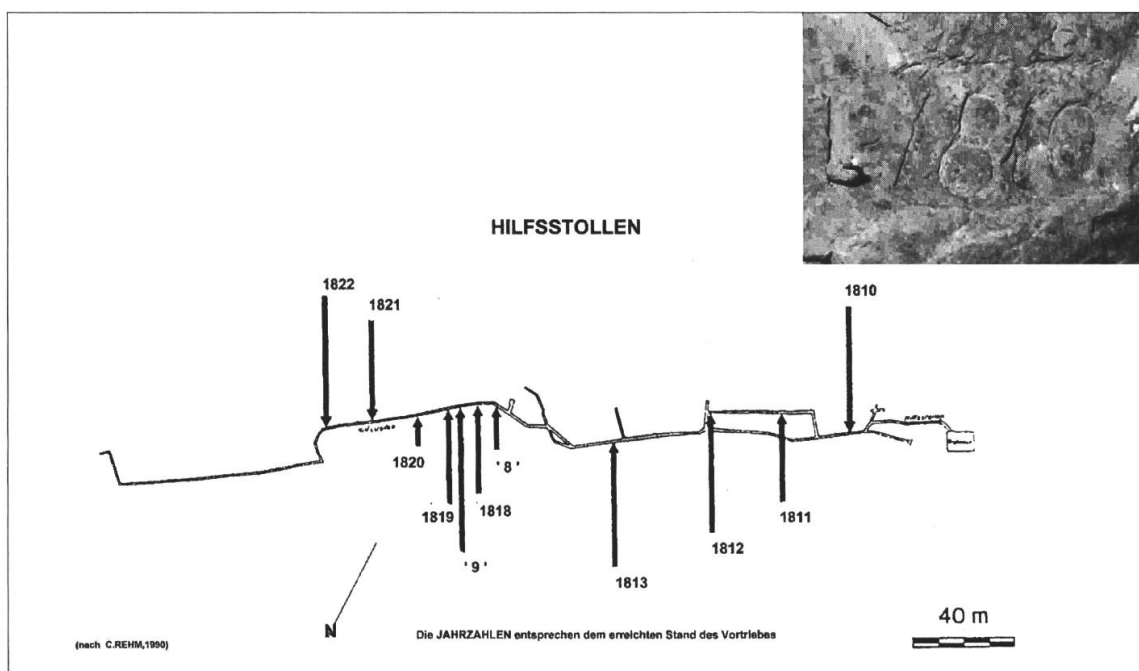 HILFSSTOLLEN
1822
1821
1810
Hilfsstollen
1820
'8'
1819
1818
1811
1812
'9'
1813
N
40 m
(nach C.REHM,1990)
Die JAHRZAHLEN entsprechen dem erreichten Stand des Vortriebes